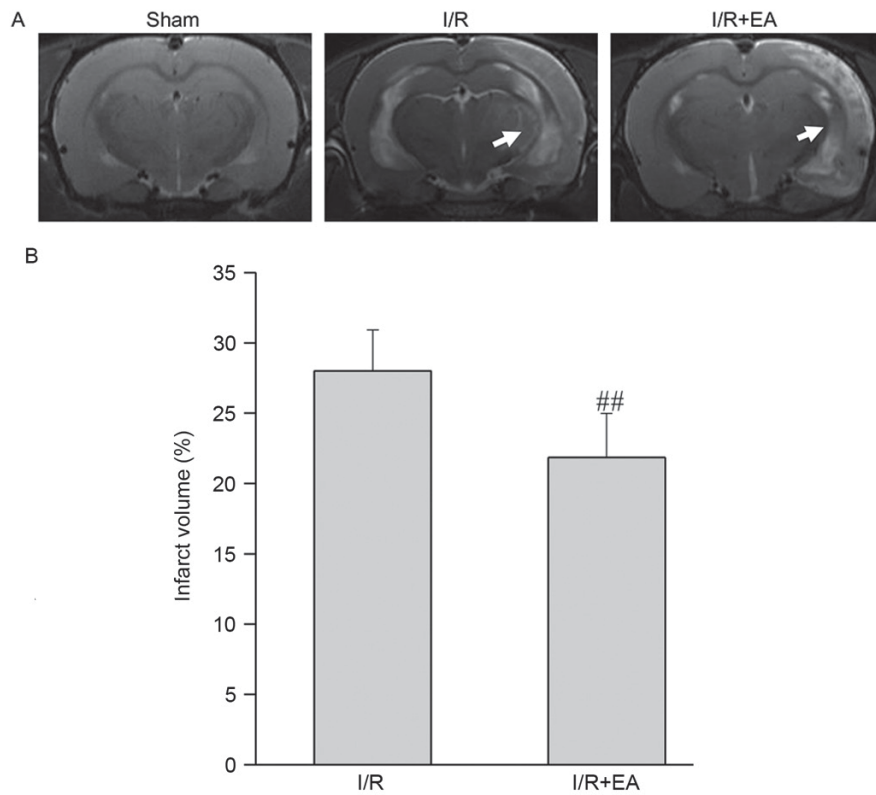 A
Sham
I/R
I/R+EA
B
Infarct volume (%)
35
30
25
20
15
10
5
0
##
I/R
I/R+EA